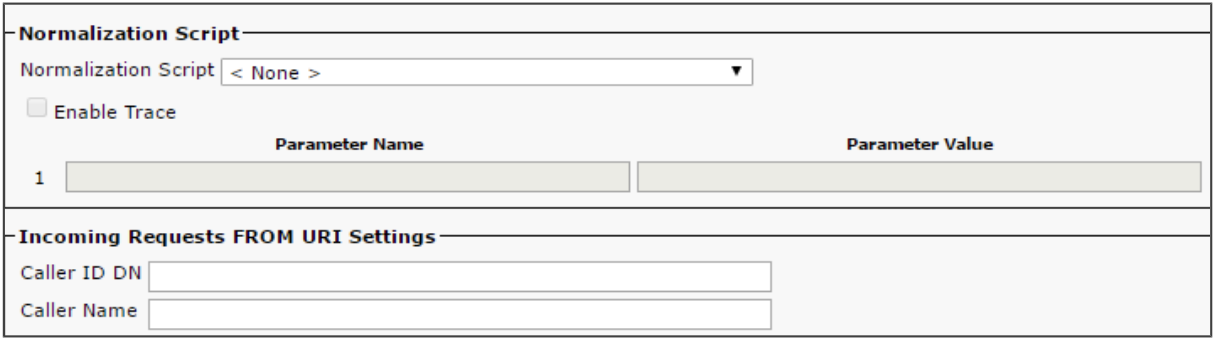 Normalization Script
Normalization Script < None >
Enable Trace
Parameter Name Parameter Value
1
Incoming Requests FROM URI Settings
Caller ID DN
Caller Name